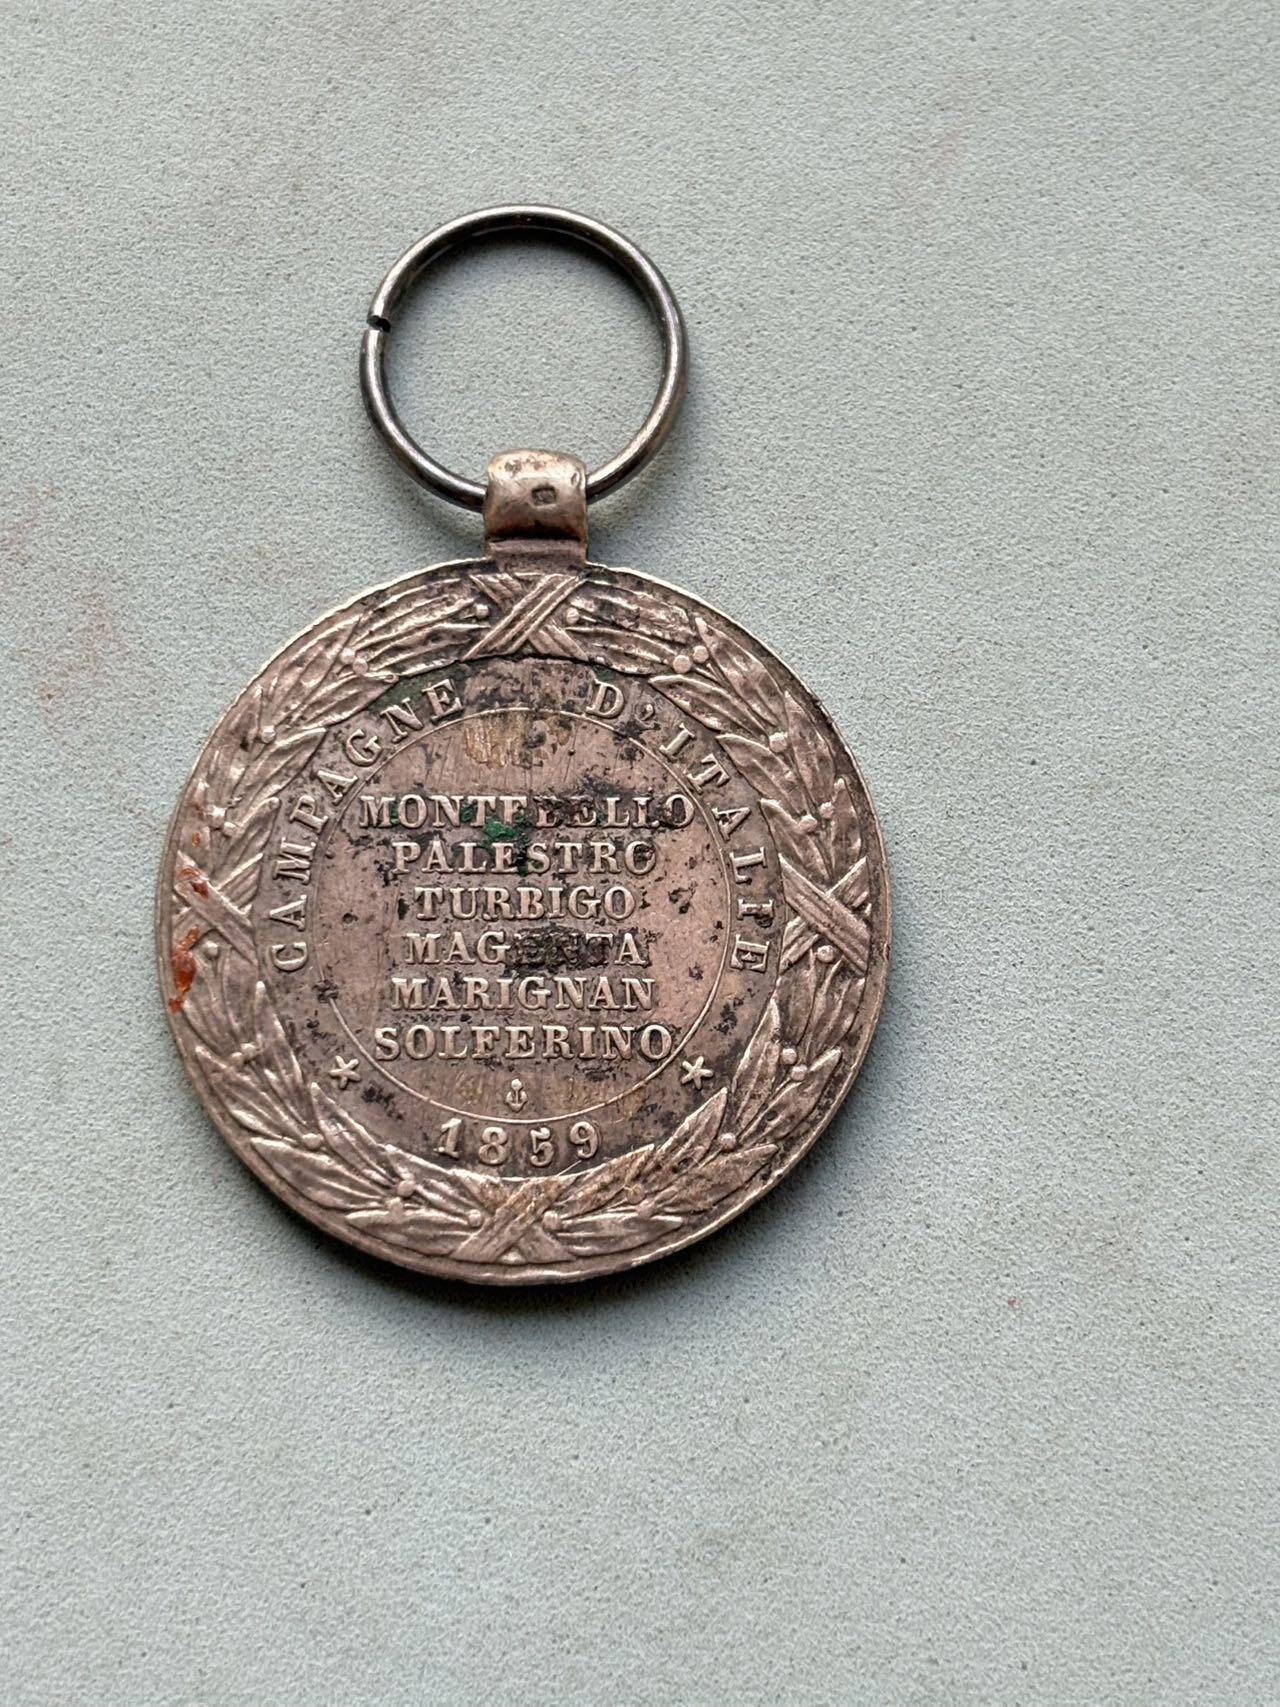 CAMPAGNE D'ITALIE
MONTEBELLO
PALESTRO
TURBIGO
MAGENTA
MARIGNAN
SOLFERINO
1859